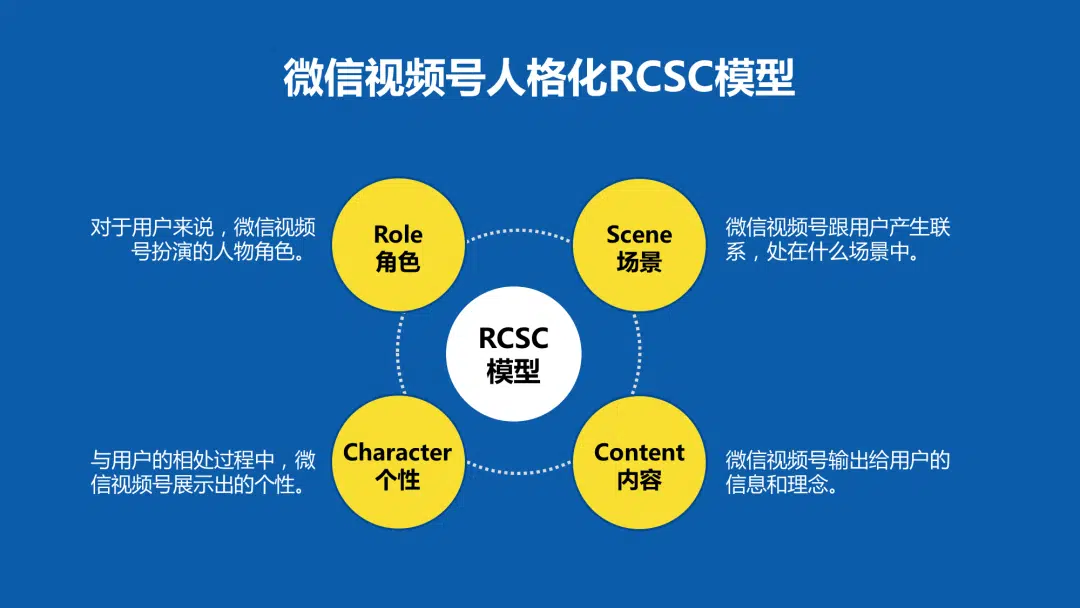 微信视频号人格化RCSC模型
对于用户来说，微信视频
号扮演的人物角色。
Role
角色
Scene
场景
微信视频号跟用户产生联
系，处在什么场景中。
RCSC
模型
与用户的相处过程中，微
信视频号展示出的个性。
Character
个性
Content
内容
微信视频号输出给用户的
信息和理念。